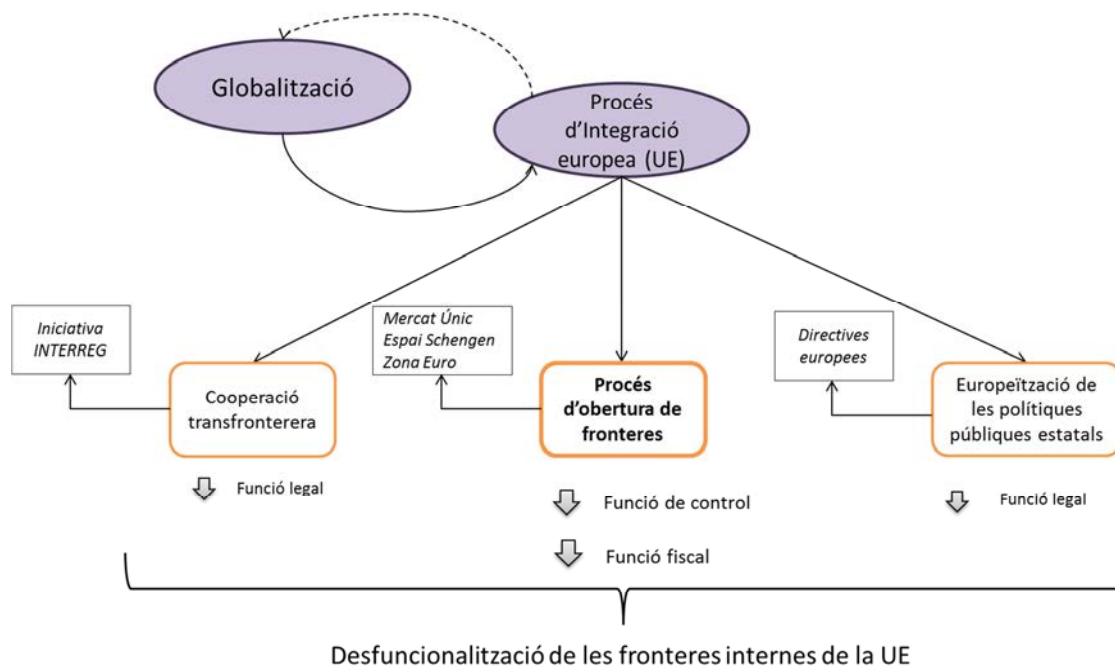 Globalització
Procés
d'Integració
europea (UE)
Iniciativa
INTERREG
Mercat Únic
Espai Schengen
Zona Euro
Directives
europees
Cooperació
transfronterera
Procés
d'obertura de
fronteres
Europeïtzació de
les polítiques
públiques estatals
Funció legal
Funció de control
Funció legal
Funció fiscal
Desfuncionalització de les fronteres internes de la UE